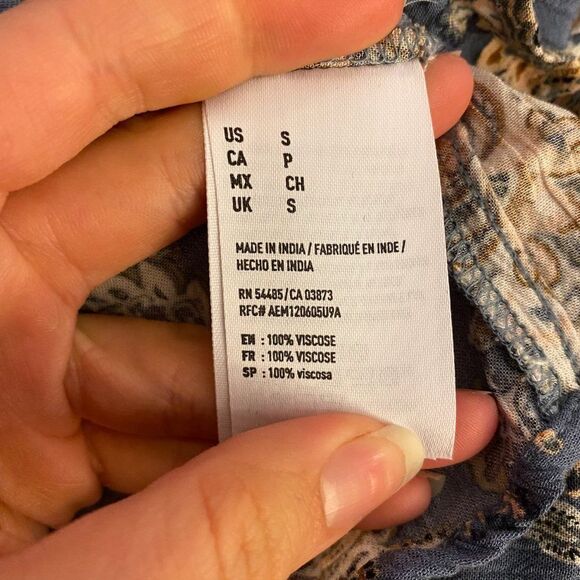 US S
CA P
MX CH
UK S
MADE IN INDIA / FABRIQUÉ EN INDE /
HECHO EN INDIA
RN 54485/CA 03873
RFC# AEM120605U9A
EN : 100% VISCOSE
FR : 100% VISCOSE
SP : 100% viscosa